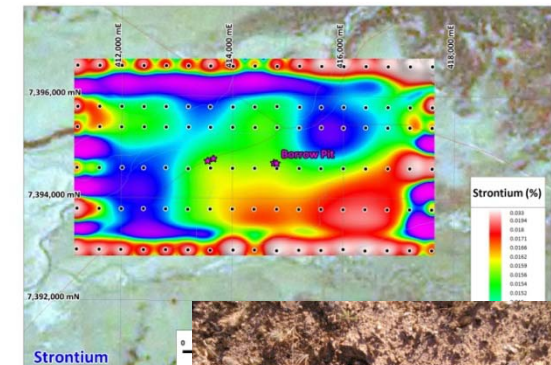 412,000 mE
414,000 mE
416,000 mE
418,000 mE
7,396,000 mN
Borrow Pit
7,394,000 mN
Strontium (%)
0.033
0.0194
0.018
0.0171
0.0166
0.0162
0.0159
0.0156
0.0154
0.0152
7,392,000 mN
0
Strontium